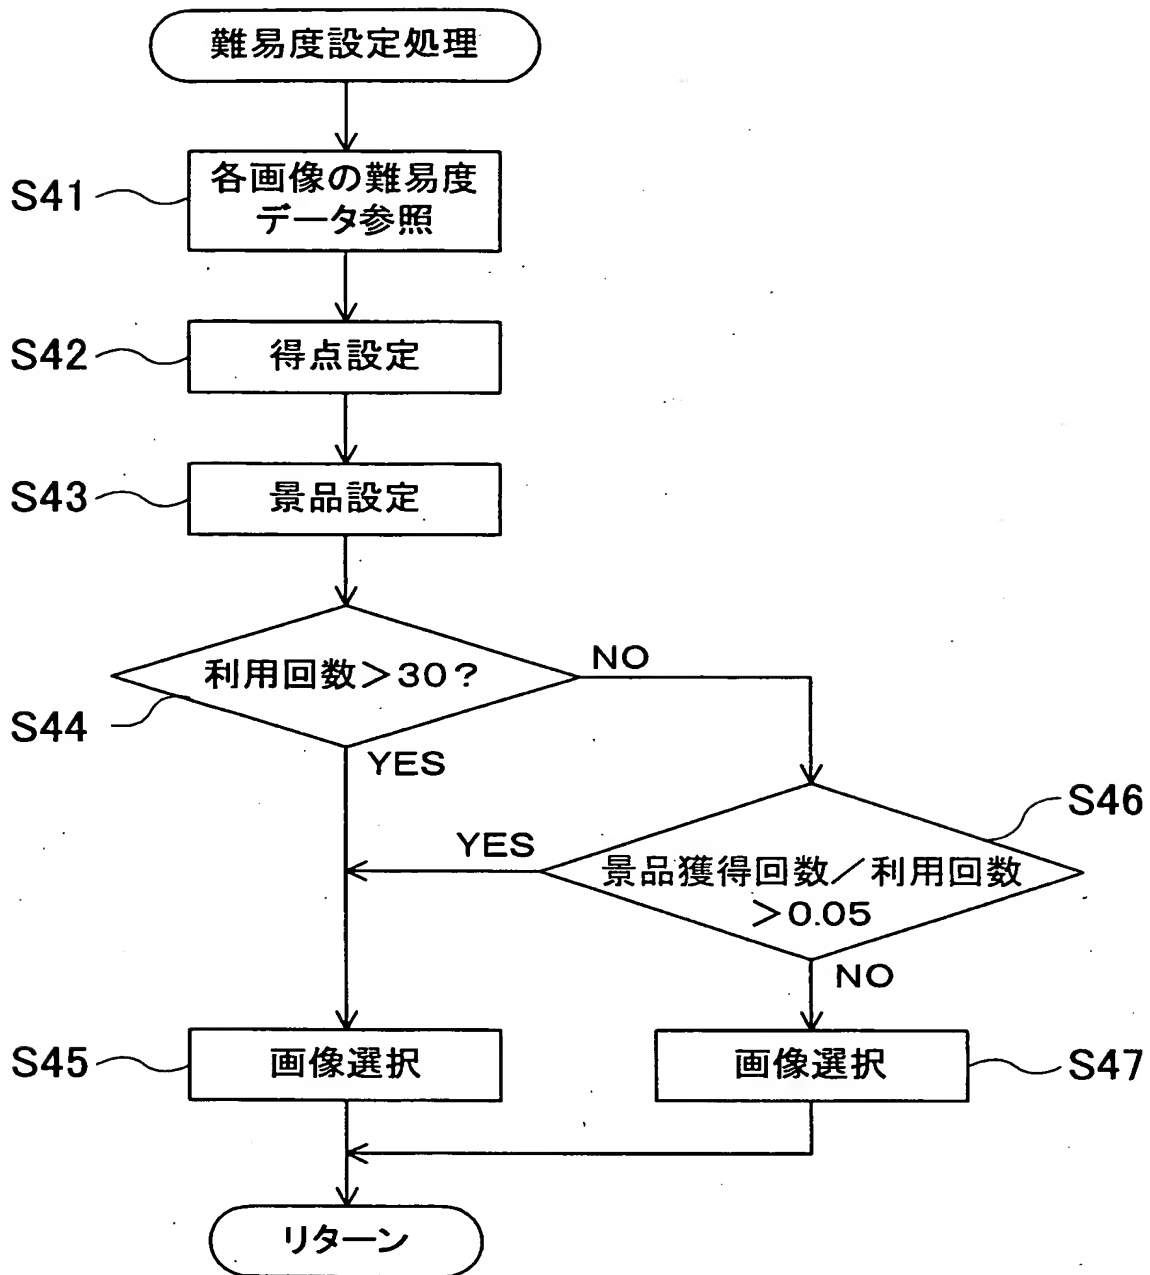 難易度設定処理
S41
各画像の難易度
データ参照
S42
得点設定
S43
景品設定
利用回数＞30？
NO
S44
YES
S46
YES
景品獲得回数／利用回数
＞0.05
NO
S45
画像選択
画像選択
S47
リターン